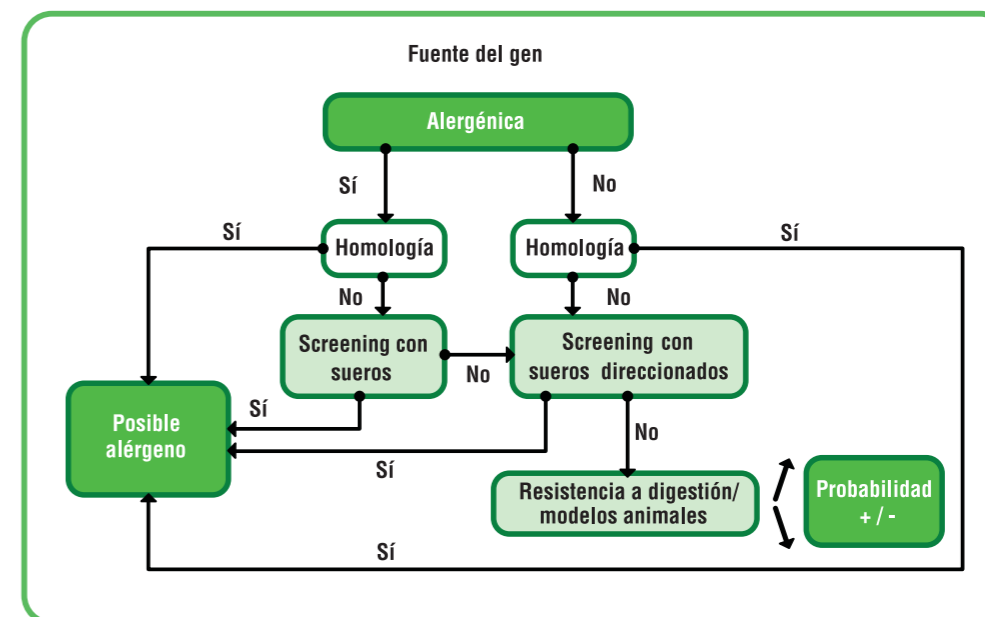 Fuente del gen
Alergénica
Sí
No
Sí
Homología
Homología
Sí
No
No
Screening con
sueros
No
Screening con
sueros direccionados
Posible
alérgeno
Sí
Sí
No
Resistencia a digestión/
modelos animales
Probabilidad
+ / -
Sí